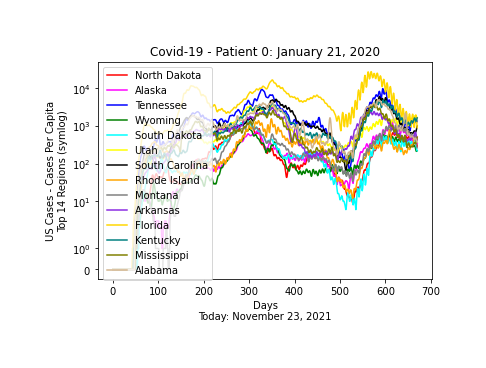 Covid-19 - Patient 0: January 21, 2020
US Cases - Cases Per Capita
Top 14 Regions (symlog)
10⁴
10³
10²
10¹
10⁰
0
North Dakota
Alaska
Tennessee
Wyoming
South Dakota
Utah
South Carolina
Rhode Island
Montana
Arkansas
Florida
Kentucky
Mississippi
Alabama
0 100 200 300 400 500 600 700
Days
Today: November 23, 2021